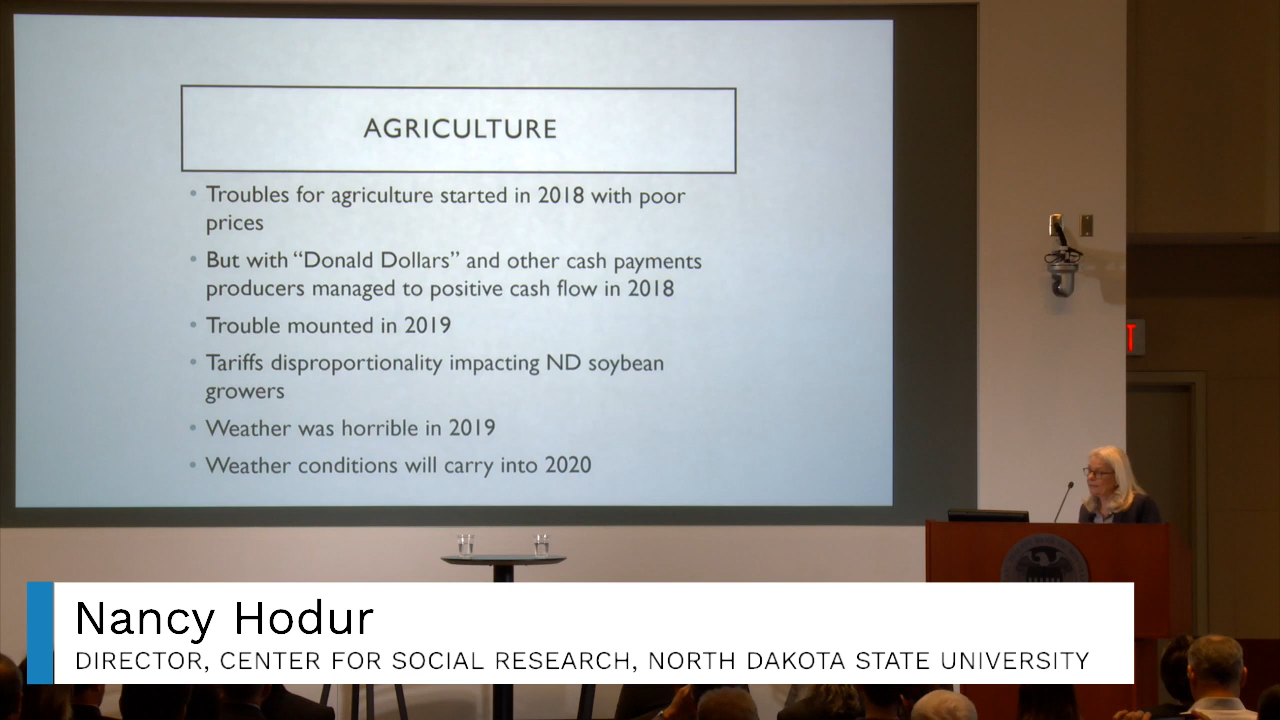 AGRICULTURE
• Troubles for agriculture started in 2018 with poor
prices
• But with “Donald Dollars” and other cash payments
producers managed to positive cash flow in 2018
• Trouble mounted in 2019
• Tariffs disproportionality impacting ND soybean
growers
• Weather was horrible in 2019
• Weather conditions will carry into 2020
T
Nancy Hodur
DIRECTOR, CENTER FOR SOCIAL RESEARCH, NORTH DAKOTA STATE UNIVERSITY